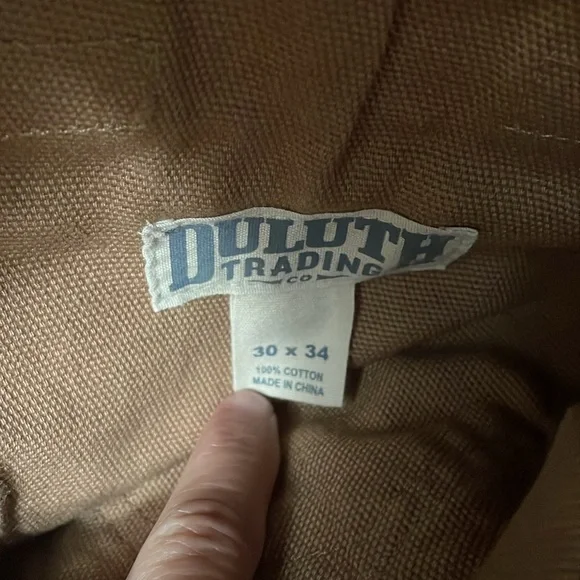 DULUTH
TRADING
CO
30 x 34
100% COTTON
MADE IN CHINA